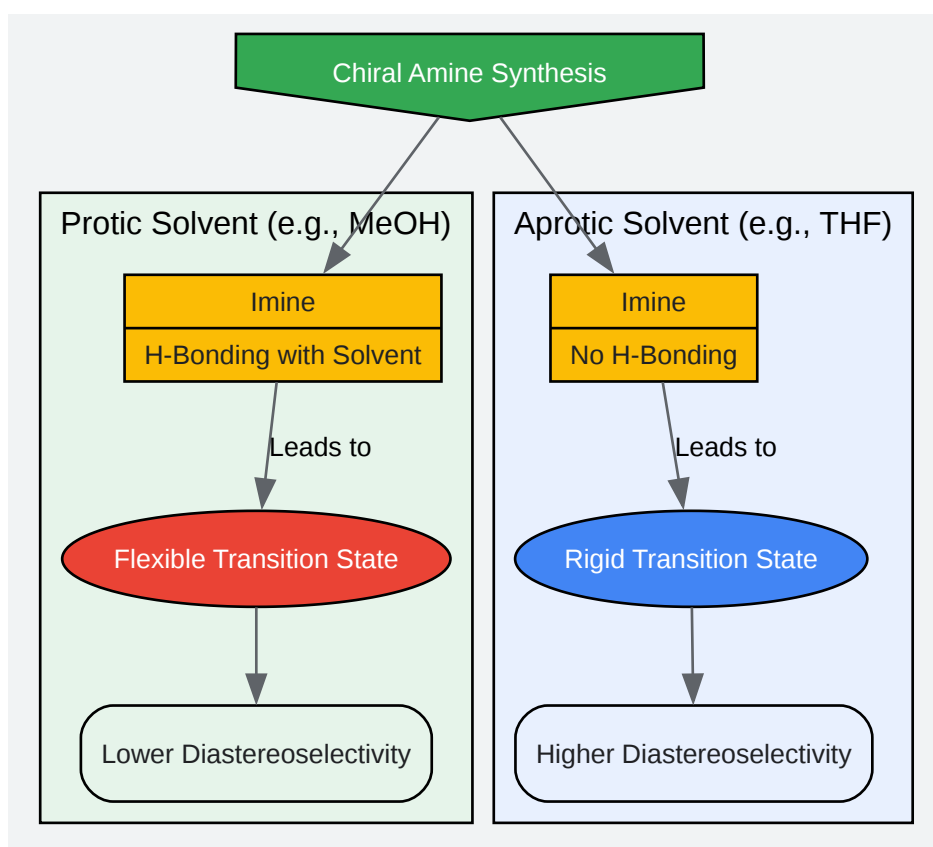 Chiral Amine Synthesis
Protic Solvent (e.g., MeOH)
Imine
H-Bonding with Solvent
Leads to
Flexible Transition State
Lower Diastereoselectivity
Aprotic Solvent (e.g., THF)
Imine
No H-Bonding
Leads to
Rigid Transition State
Higher Diastereoselectivity